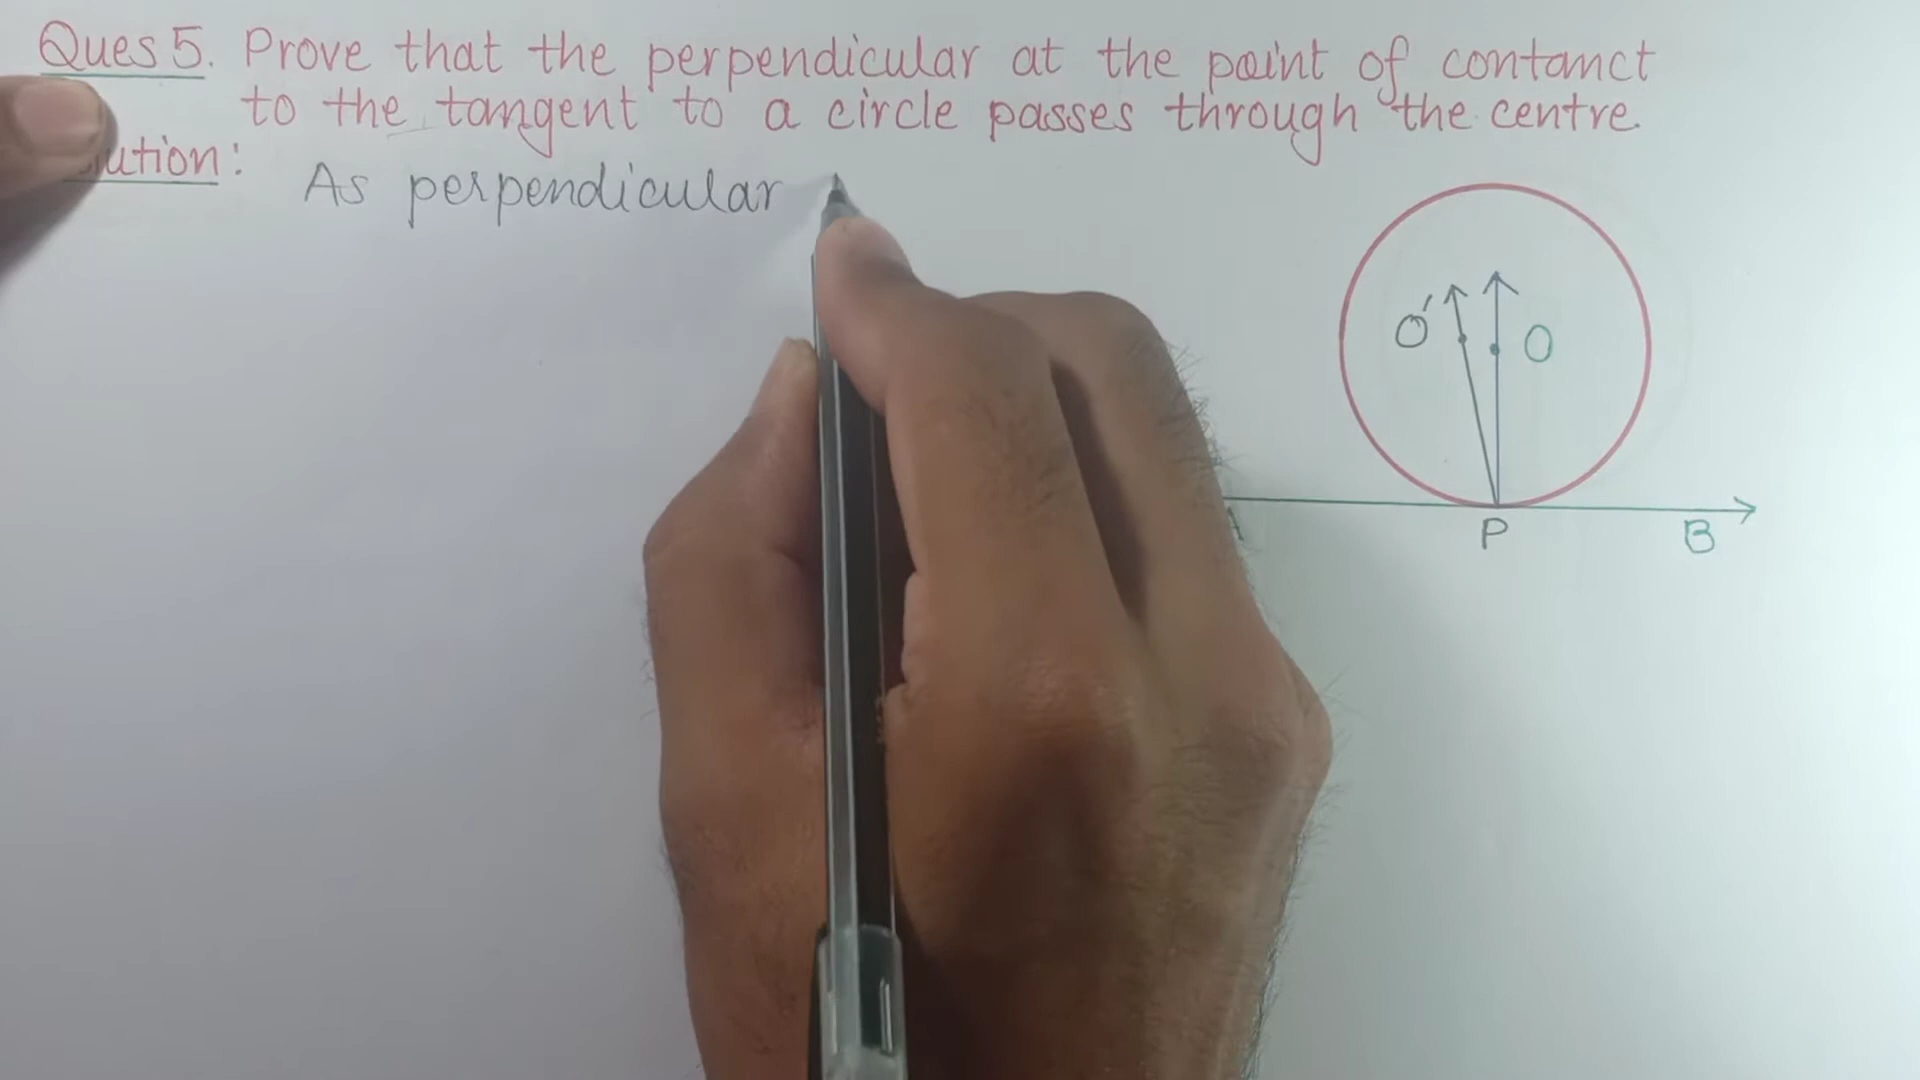 Ques 5. Prove that the perpendicular at the point of contanct
to the tangent to a circle passes through the centre.
As perpendicular
O'
O
P
B